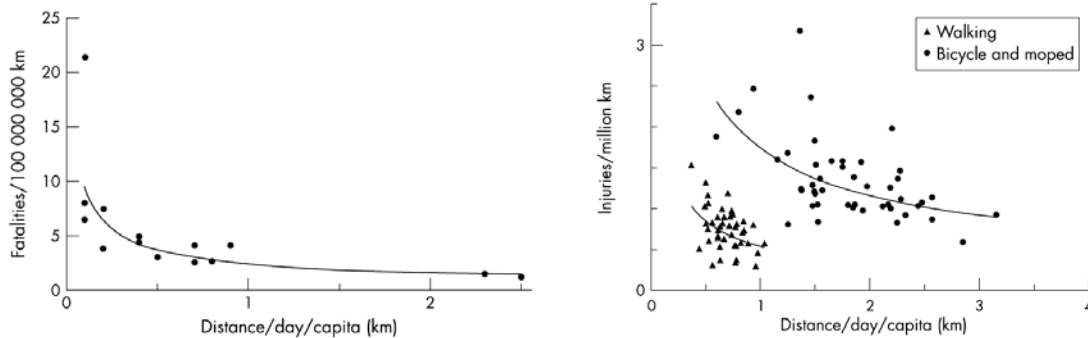 25
20
15
10
5
0
Fatalities/100 000 000 km
0
1
2
Distance/day/capita (km)
3
0
Injuries/million km
Walking
Bicycle and moped
0
1
2
3
4
Distance/day/capita (km)